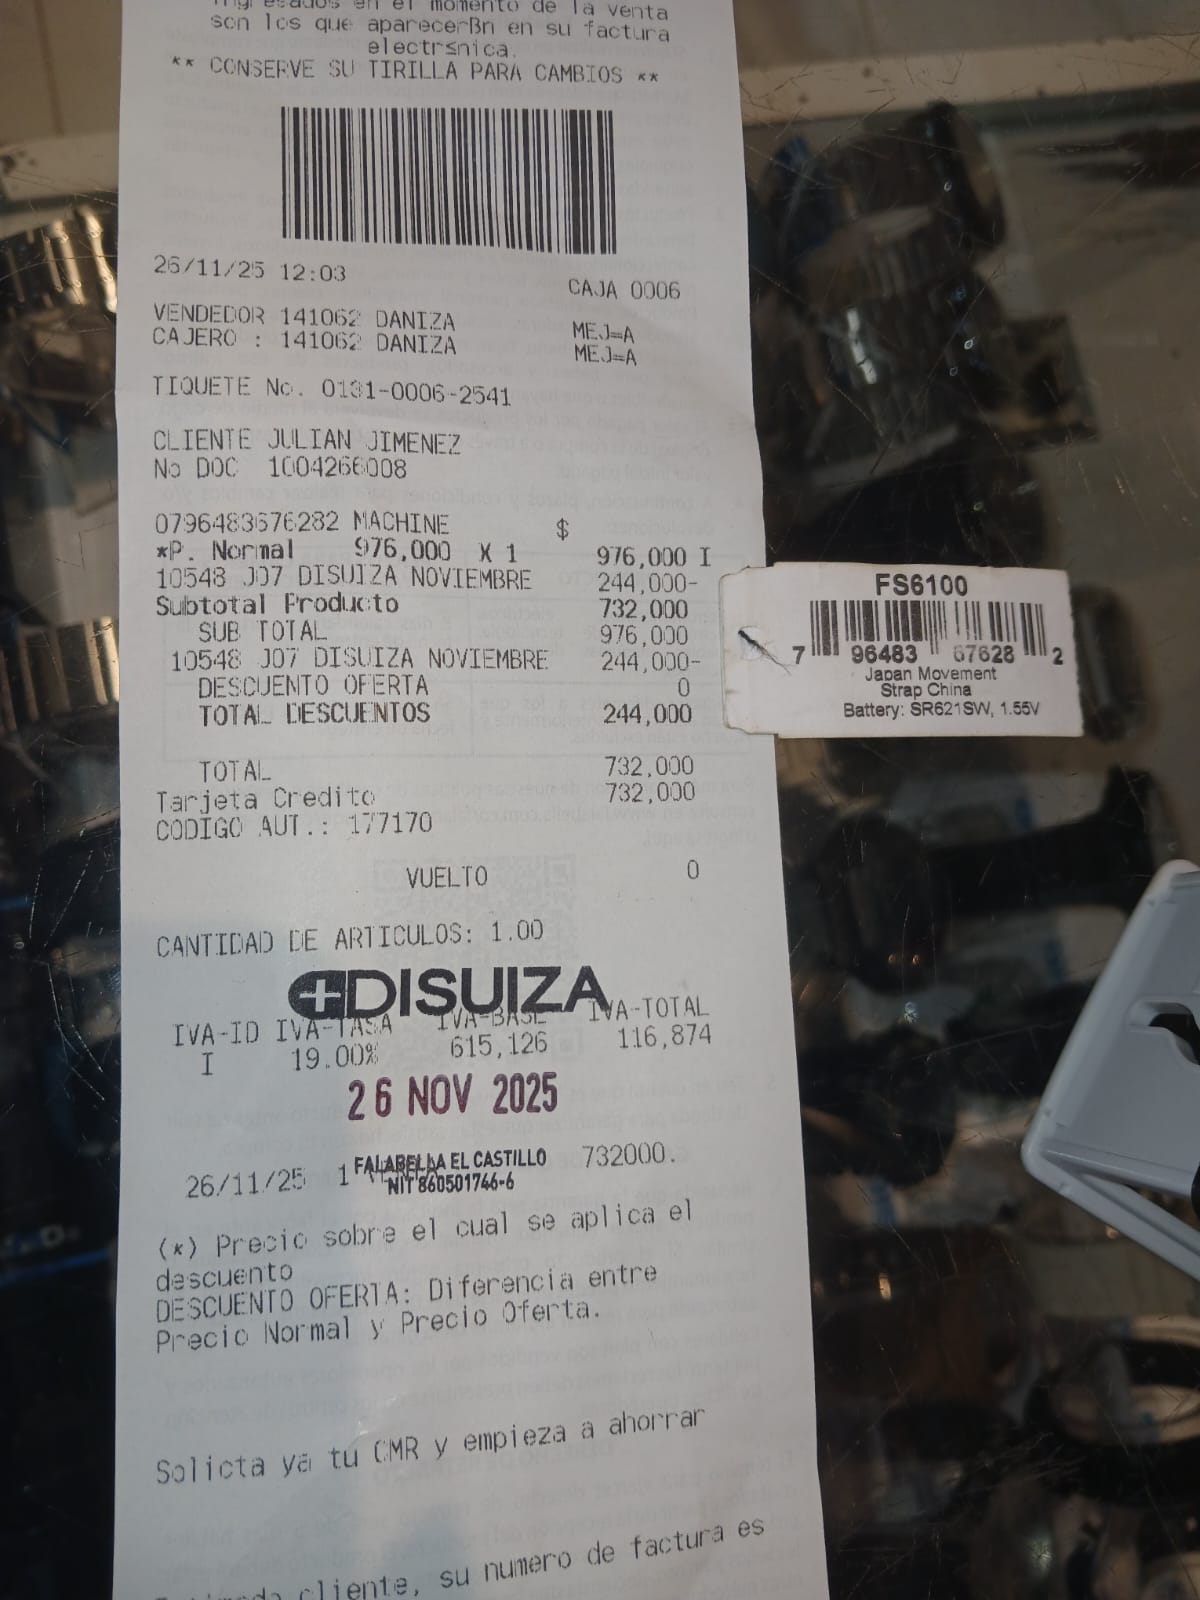 ingresados en el momento de la venta
son los que aparecerßn en su factura
electr≤nica.
** CONSERVE SU TIRILLA PARA CAMBIOS **
26/11/25 12:03
CAJA 0006
VENDEDOR 141062 DANIZA MEJ=A
CAJERO : 141062 DANIZA MEJ=A
TIQUETE No. 0131-0006-2541
CLIENTE JULIAN JIMENEZ
No DOC 1004266008
0796483676282 MACHINE $
*P. Normal 976,000 X 1 976,000 I
10548 J07 DISUIZA NOVIEMBRE 244,000-
Subtotal Producto 732,000
SUB TOTAL 976,000
10548 J07 DISUIZA NOVIEMBRE 244,000-
DESCUENTO OFERTA 0
TOTAL DESCUENTOS 244,000
TOTAL 732,000
Tarjeta Credito 732,000
CODIGO AUT.: 177170
VUELTO 0
CANTIDAD DE ARTICULOS: 1.00
DISUIZA
IVA-ID IVA-TASA IVA-BASE IVA-TOTAL
I 19.00% 615,126 116,874
26 NOV 2025
FALABELLA EL CASTILLO
NIT 860501746-6
26/11/25 1 732000.
(*) Precio sobre el cual se aplica el
descuento
DESCUENTO OFERTA: Diferencia entre
Precio Normal y Precio Oferta.
Solicta ya tu CMR y empieza a ahorrar
cliente, su numero de factura es
FS6100
7 96483 67628 2
Japan Movement
Strap China
Battery: SR621SW, 1.55V